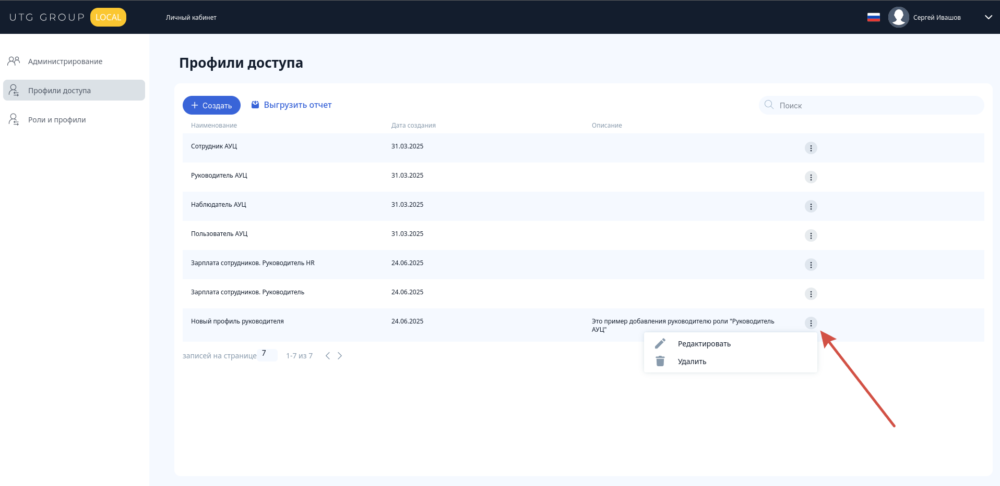 UTG GROUP LOCAL Личный кабинет Сергей Ивашов
Администрирование
Профили доступа
Роли и профили
Профили доступа
Создать Выгрузить отчет Поиск
Наименование Дата создания Описание
Сотрудник АУЦ 31.03.2025
Руководитель АУЦ 31.03.2025
Наблюдатель АУЦ 31.03.2025
Пользователь АУЦ 31.03.2025
Зарплата сотрудников. Руководитель HR 24.06.2025
Зарплата сотрудников. Руководитель 24.06.2025
Новый профиль руководителя 24.06.2025 Это пример добавления руководителю роли "Руководитель
АУЦ"
Редактировать
Удалить
записей на странице 7 1-7 из 7